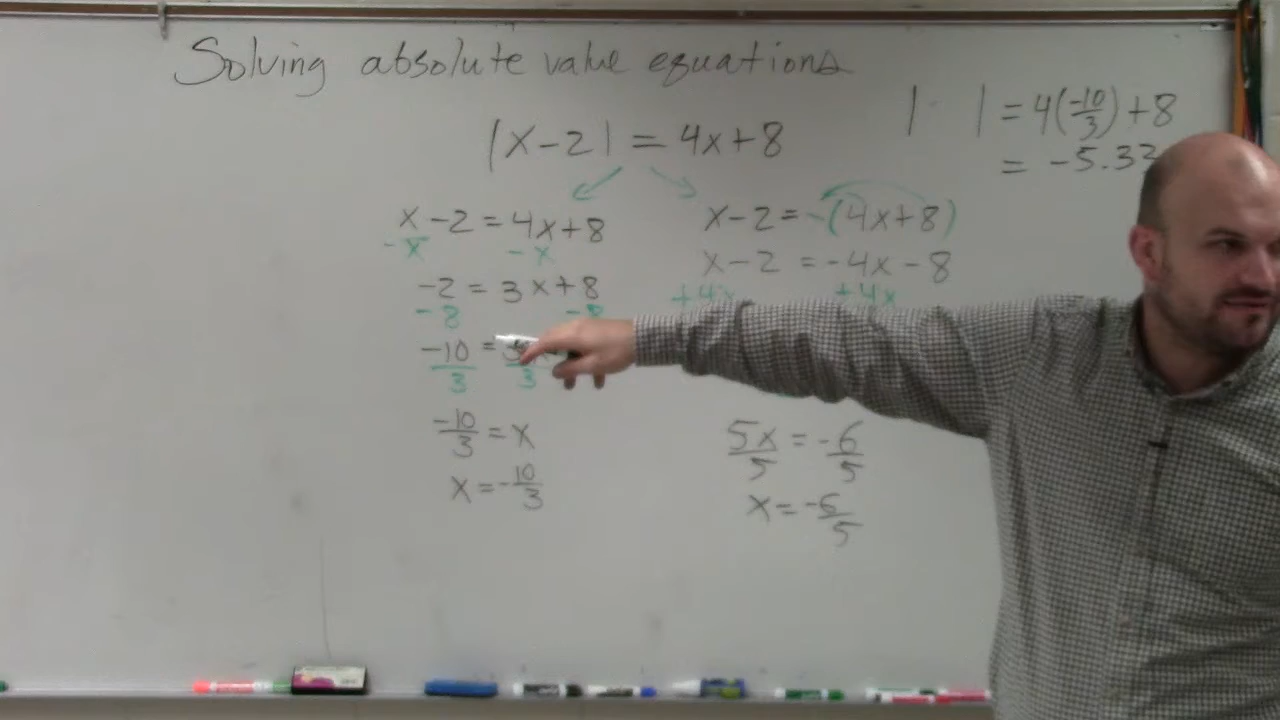 Solving absolute value equations
|x-2| = 4x+8
| | = 4(-10/3)+8
= -5.32
x-2=4x+8
-x -x
-2 = 3x+8
-8 -8
-10 =
3 3
-10/3 = x
x = -10/3
x-2 = -(4x+8)
x-2 = -4x-8
+4x +4x
5x = -6
5 5
x = -6/5